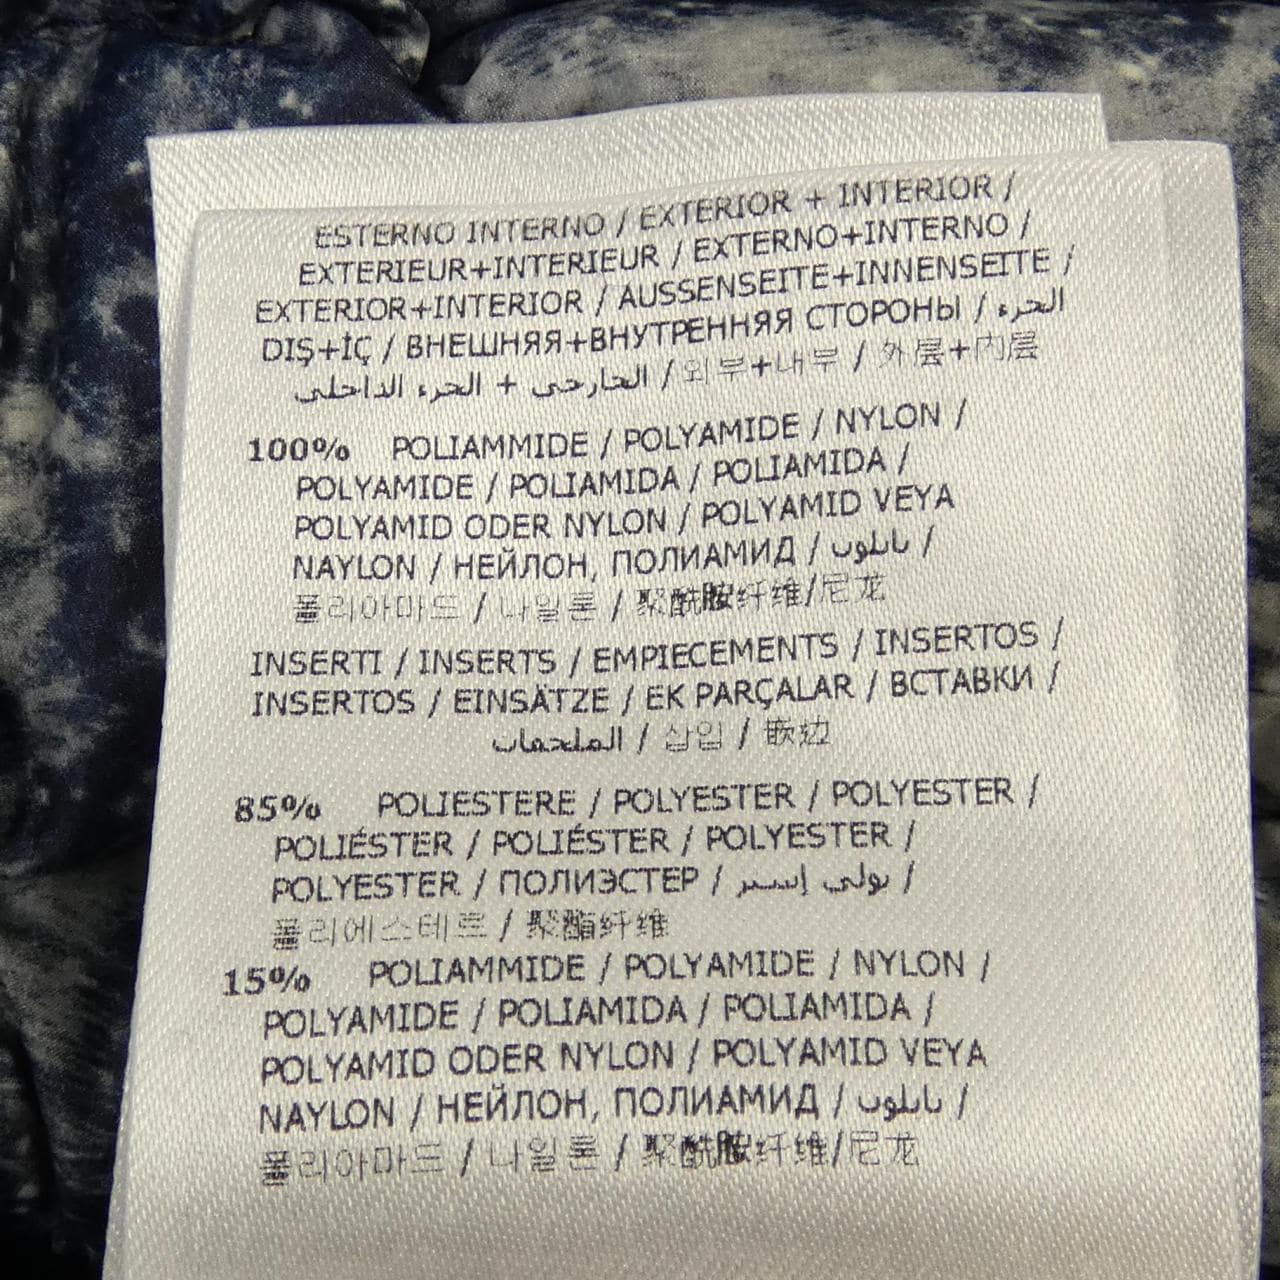 ESTERNO INTERNO / EXTERIOR + INTERIOR /
EXTERIEUR+INTERIEUR / EXTERNO+INTERNO /
EXTERIOR+INTERIOR / AUSSENSEITE+INNENSEITE /
DIŞ+İÇ / ВНЕШНЯЯ+ВНУТРЕННЯЯ СТОРОНЫ / الجزء
الخارجي + الجزء الداخلي / 외부+내부 / 外层+内层
100% POLIAMMIDE / POLYAMIDE / NYLON /
POLYAMIDE / POLIAMIDA / POLIAMIDA /
POLYAMID ODER NYLON / POLYAMID VEYA
NAYLON / НЕЙЛОН, ПОЛИАМИД / نايلون /
폴리아마드 / 나일론 / 聚酰胺纤维/尼龙
INSERTI / INSERTS / EMPIECEMENTS / INSERTOS /
INSERTOS / EINSÄTZE / EK PARÇALAR / ВСТАВКИ /
الملحقات / 삽입 / 嵌边
85% POLIESTERE / POLYESTER / POLYESTER /
POLIÉSTER / POLIÉSTER / POLYESTER /
POLYESTER / ПОЛИЭСТЕР / بولي إستر /
폴리에스테르 / 聚酯纤维
15% POLIAMMIDE / POLYAMIDE / NYLON /
POLYAMIDE / POLIAMIDA / POLIAMIDA /
POLYAMID ODER NYLON / POLYAMID VEYA
NAYLON / НЕЙЛОН, ПОЛИАМИД / نايلون /
폴리아마드 / 나일론 / 聚酰胺纤维/尼龙